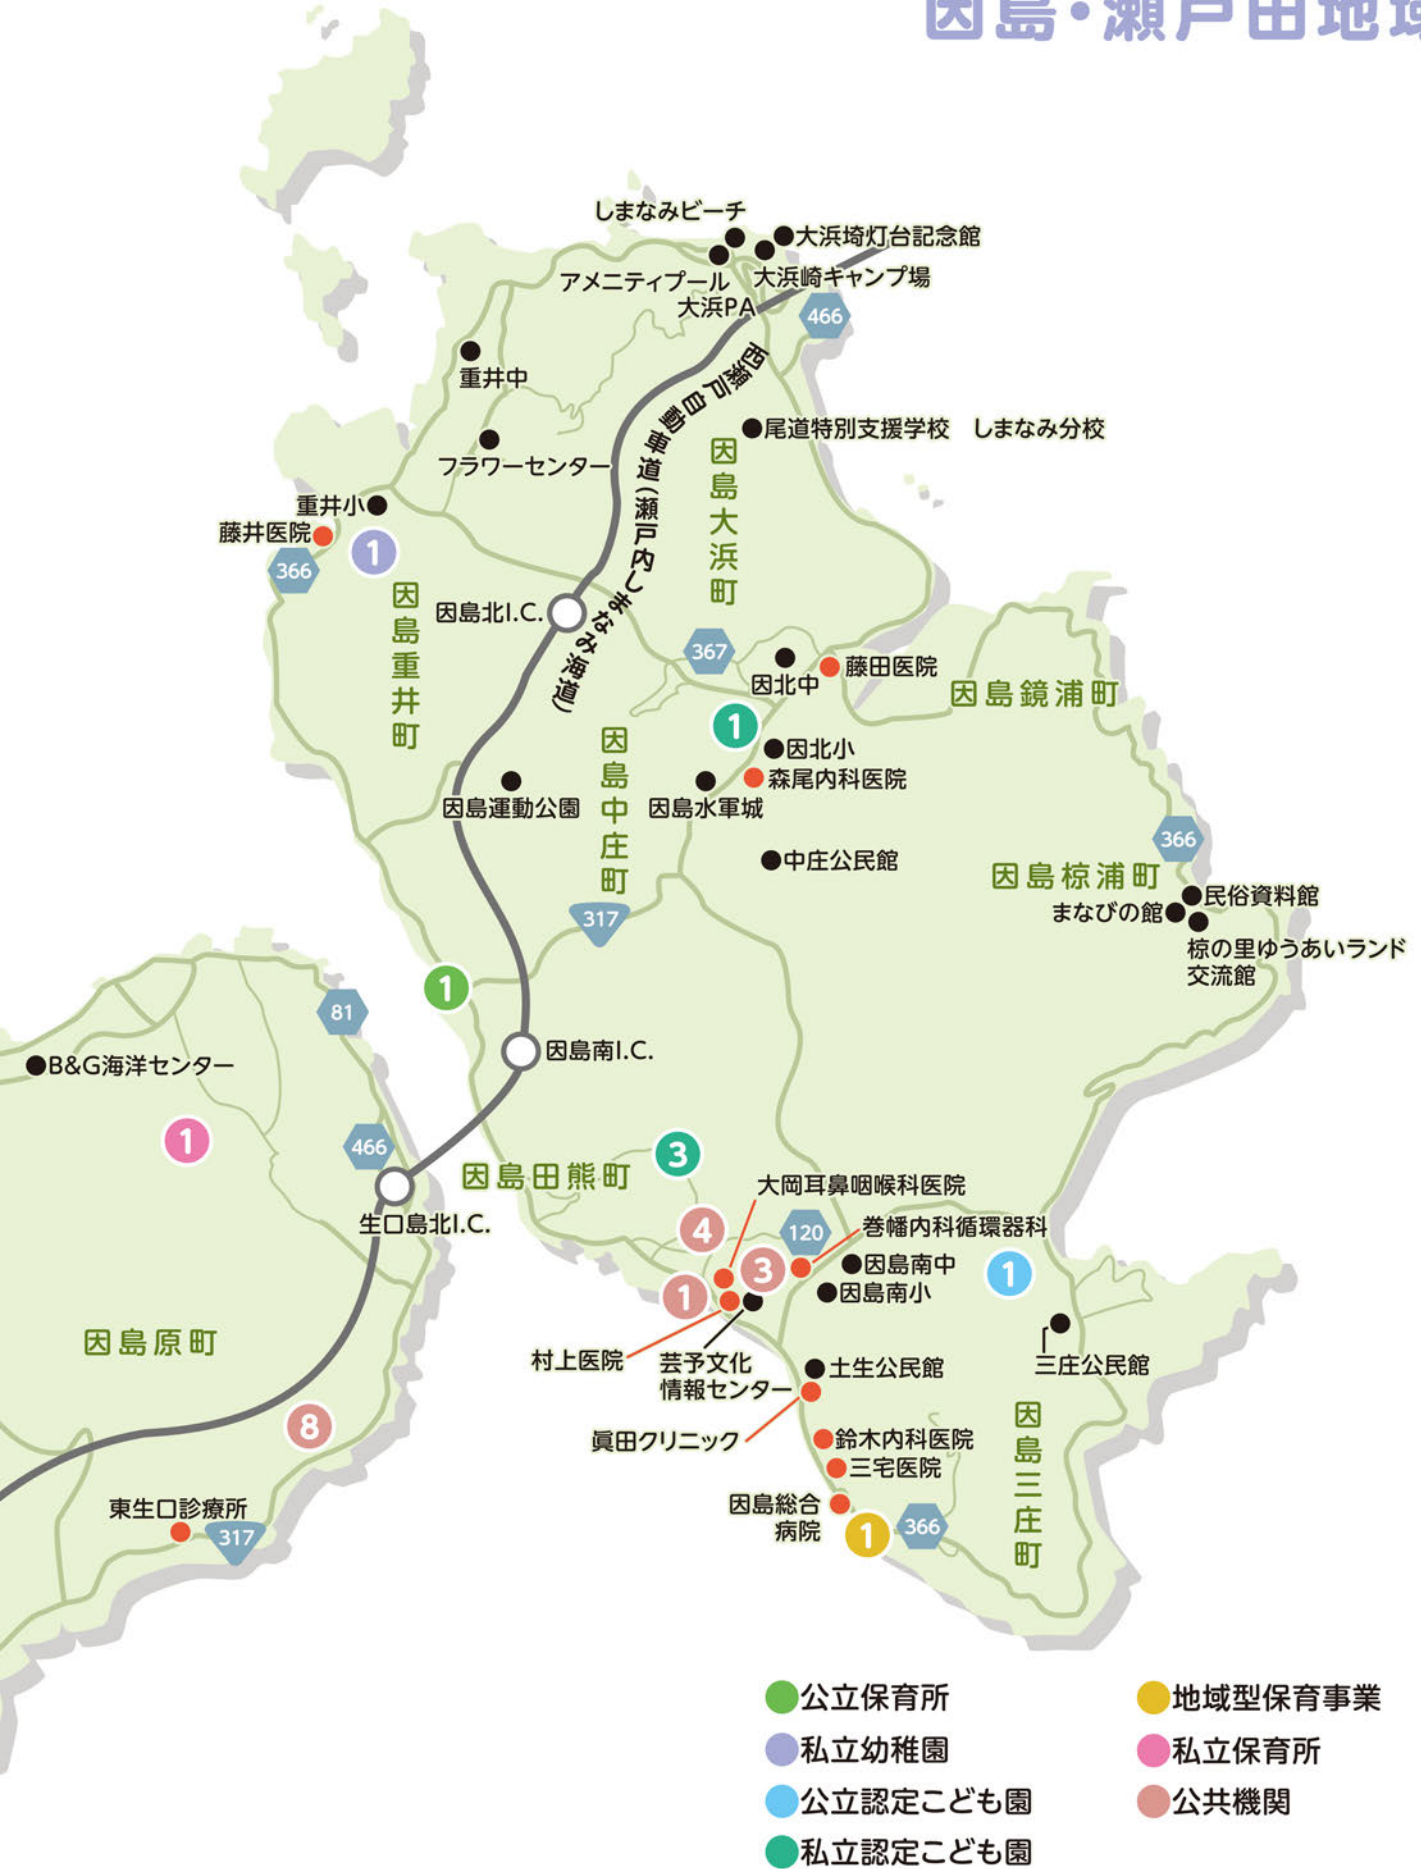 因島・瀬戸田地域
しまなみビーチ
大浜埼灯台記念館
アメニティプール
大浜崎キャンプ場
大浜PA
466
西瀬戸自動車道(瀬戸内しまなみ海道)
重井中
尾道特別支援学校 しまなみ分校
フラワーセンター
因島大浜町
重井小
藤井医院
1
366
因島重井町
因島北I.C.
367
因北中
藤田医院
因島鏡浦町
1
因北小
因島中庄町
森尾内科医院
因島運動公園
因島水軍城
366
中庄公民館
因島椋浦町
民俗資料館
まなびの館
317
椋の里ゆうあいランド
交流館
1
81
因島南I.C.
B&G海洋センター
1
466
3
因島田熊町
大岡耳鼻咽喉科医院
生口島北I.C.
4
120
巻幡内科循環器科
因島南中
3
1
1
因島南小
因島原町
村上医院
芸予文化
情報センター
土生公民館
三庄公民館
8
眞田クリニック
鈴木内科医院
因島三庄町
三宅医院
東生口診療所
因島総合
病院
317
1
366
公立保育所
地域型保育事業
私立幼稚園
私立保育所
公立認定こども園
公共機関
私立認定こども園